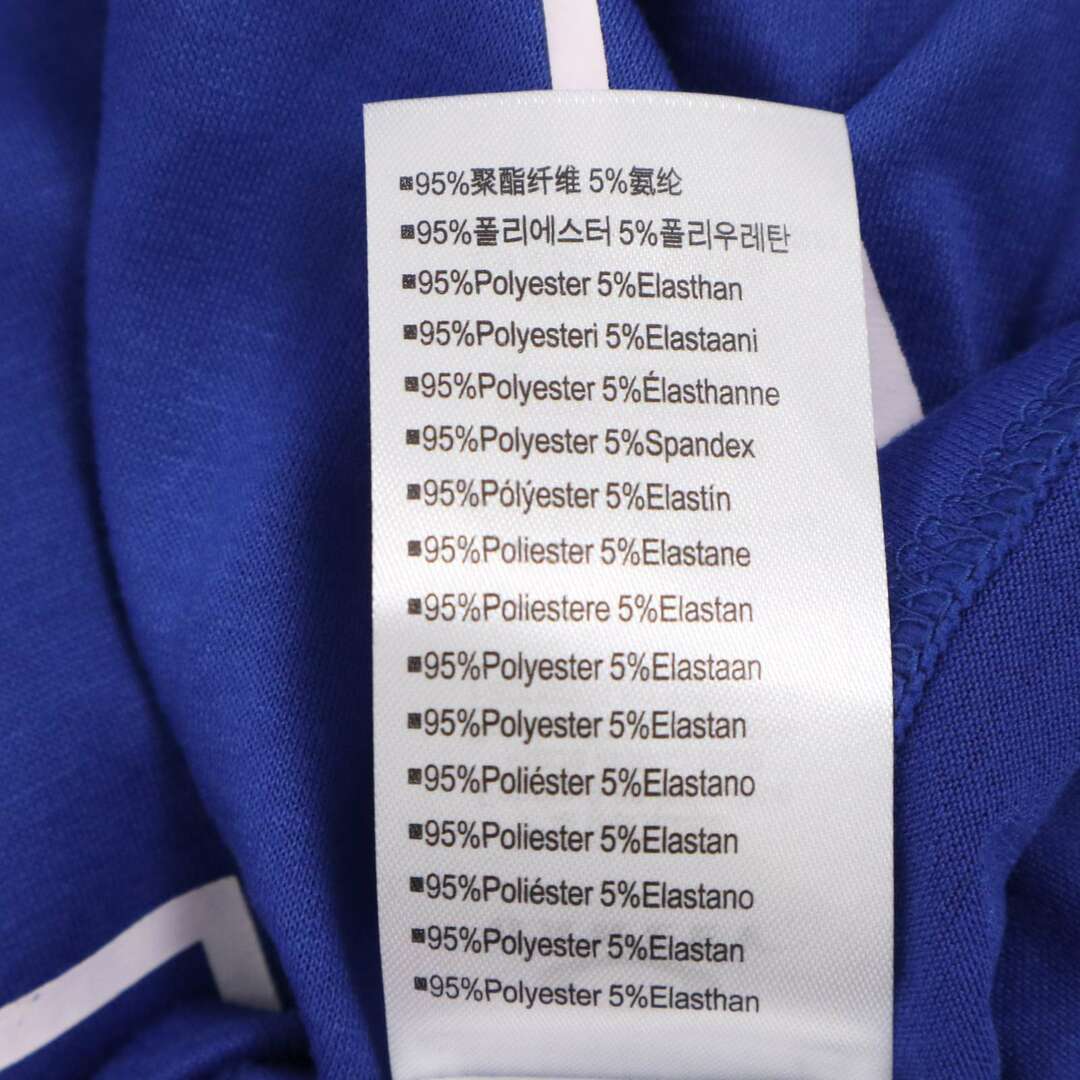 95%聚酯纤维 5%氨纶
95%폴리에스터 5%폴리우레탄
95%Polyester 5%Elasthan
95%Polyesteri 5%Elastaani
95%Polyester 5%Élasthanne
95%Polyester 5%Spandex
95%Pólýester 5%Elastín
95%Poliester 5%Elastane
95%Poliestere 5%Elastan
95%Polyester 5%Elastaan
95%Polyester 5%Elastan
95%Poliéster 5%Elastano
95%Poliester 5%Elastan
95%Poliéster 5%Elastano
95%Polyester 5%Elastan
95%Polyester 5%Elasthan